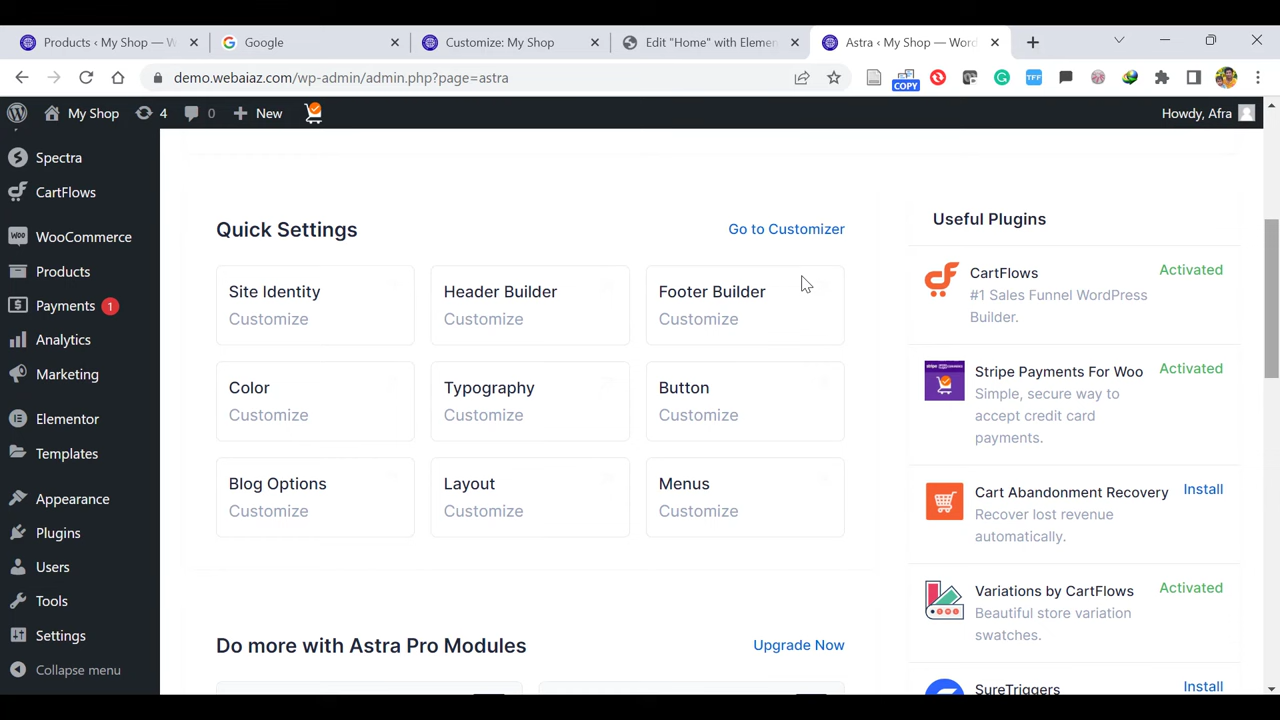 Products ‹ My Shop — W
Google
Customize: My Shop
Edit "Home" with Elemen
Astra ‹ My Shop — Word
demo.webaiaz.com/wp-admin/admin.php?page=astra
COPY
TFF
My Shop
4
0
New
Howdy, Afra
Spectra
CartFlows
WooCommerce
Products
Payments 1
Analytics
Marketing
Elementor
Templates
Appearance
Plugins
Users
Tools
Settings
Collapse menu
Quick Settings
Go to Customizer
Site Identity
Customize
Header Builder
Customize
Footer Builder
Customize
Color
Customize
Typography
Customize
Button
Customize
Blog Options
Customize
Layout
Customize
Menus
Customize
Do more with Astra Pro Modules
Upgrade Now
Useful Plugins
CartFlows
Activated
#1 Sales Funnel WordPress
Builder.
Stripe Payments For Woo
Activated
Simple, secure way to
accept credit card
payments.
Cart Abandonment Recovery
Install
Recover lost revenue
automatically.
Variations by CartFlows
Activated
Beautiful store variation
swatches.
SureTriggers
Install